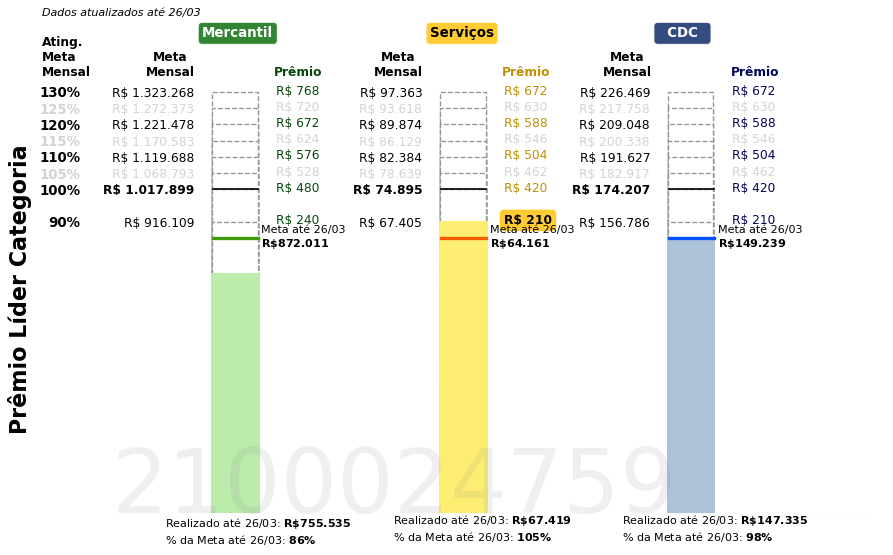 Dados atualizados até 26/03
Mercantil Serviços CDC
Ating.
Meta Meta Meta Meta
Mensal Mensal Prêmio Mensal Prêmio Mensal Prêmio
130% R$ 1.323.268 R$ 768 R$ 97.363 R$ 672 R$ 226.469 R$ 672
125% R$ 1.272.373 R$ 720 R$ 93.618 R$ 630 R$ 217.758 R$ 630
120% R$ 1.221.478 R$ 672 R$ 89.874 R$ 588 R$ 209.048 R$ 588
115% R$ 1.170.583 R$ 624 R$ 86.129 R$ 546 R$ 200.338 R$ 546
110% R$ 1.119.688 R$ 576 R$ 82.384 R$ 504 R$ 191.627 R$ 504
105% R$ 1.068.793 R$ 528 R$ 78.639 R$ 462 R$ 182.917 R$ 462
100% R$ 1.017.899 R$ 480 R$ 74.895 R$ 420 R$ 174.207 R$ 420
90% R$ 916.109 R$ 240 R$ 67.405 R$ 210 R$ 156.786 R$ 210
Meta até 26/03 Meta até 26/03 Meta até 26/03
R$872.011 R$64.161 R$149.239
Prêmio Líder Categoria
2100024759
Realizado até 26/03: R$755.535 Realizado até 26/03: R$67.419 Realizado até 26/03: R$147.335
% da Meta até 26/03: 86% % da Meta até 26/03: 105% % da Meta até 26/03: 98%